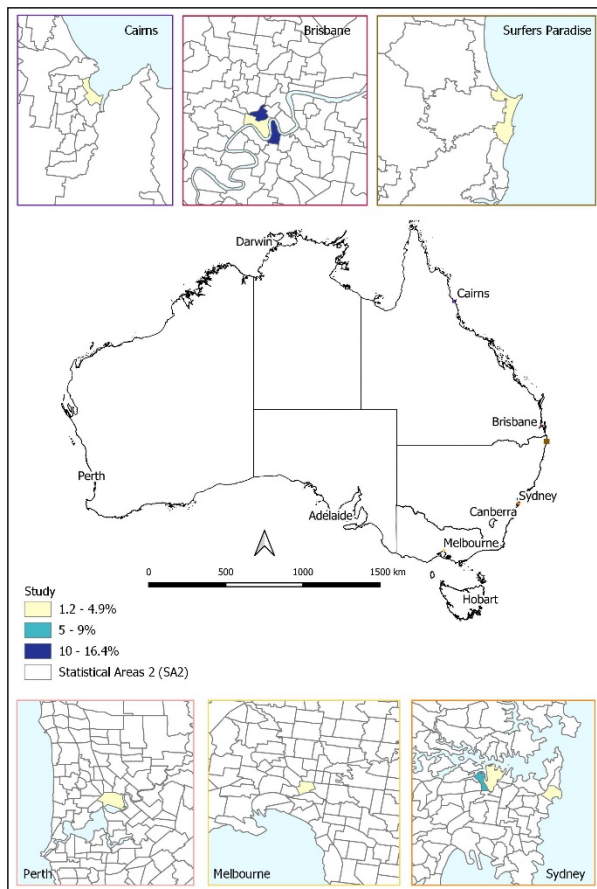 Cairns
Brisbane
Surfers Paradise
Darwin
Cairns
Brisbane
Perth
Sydney
Canberra
Adelaide
Melbourne
0 500 1000 1500 km
Hobart
Study
1.2 - 4.9%
5 - 9%
10 - 16.4%
Statistical Areas 2 (SA2)
Perth
Melbourne
Sydney